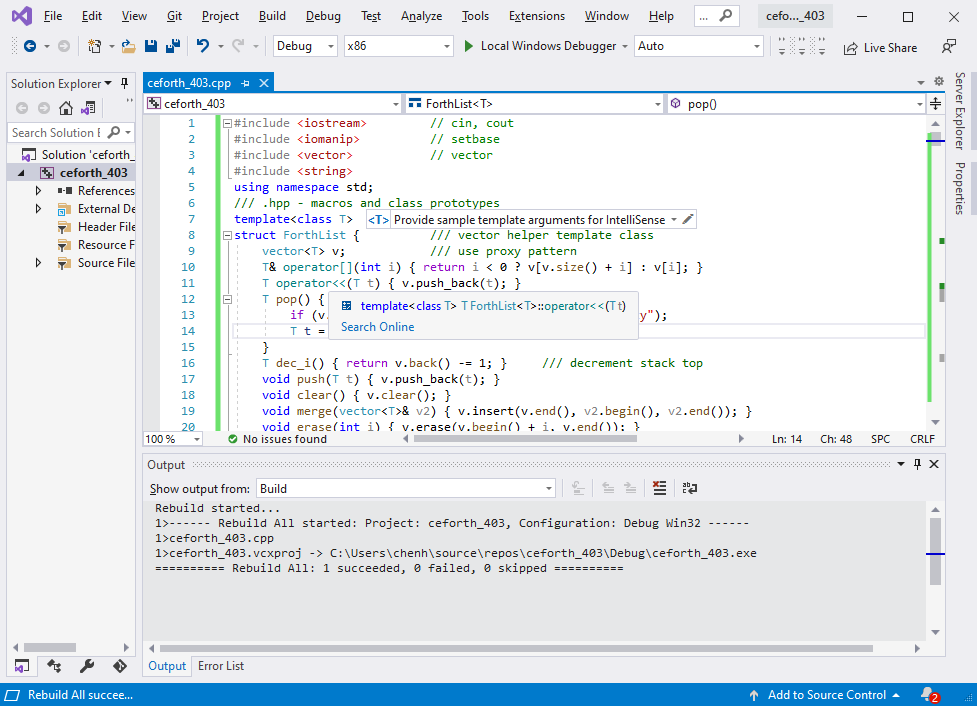 File Edit View Git Project Build Debug Test Analyze Tools Extensions Window Help ... cefo..._403
Debug x86 Local Windows Debugger Auto Live Share
Solution Explorer
Search Solution E
Solution 'ceforth_
ceforth_403
References
External De
Header File
Resource F
Source File
ceforth_403.cpp
ceforth_403 ForthList<T> pop()
1 #include <iostream> // cin, cout
2 #include <iomanip> // setbase
3 #include <vector> // vector
4 #include <string>
5 using namespace std;
6 /// .hpp - macros and class prototypes
7 template<class T> <T> Provide sample template arguments for IntelliSense
8 struct ForthList { /// vector helper template class
9 vector<T> v; /// use proxy pattern
10 T& operator[](int i) { return i < 0 ? v[v.size() + i] : v[i]; }
11 T operator<<(T t) { v.push_back(t); }
12 T pop() {
template<class T> T ForthList<T>::operator<<(T t)
13 if (v. y");
Search Online
14 T t =
15 }
16 T dec_i() { return v.back() -= 1; } /// decrement stack top
17 void push(T t) { v.push_back(t); }
18 void clear() { v.clear(); }
19 void merge(vector<T>& v2) { v.insert(v.end(), v2.begin(), v2.end()); }
20 void erase(int i) { v.erase(v.begin() + i, v.end()); }
100 % No issues found Ln: 14 Ch: 48 SPC CRLF
Output
Show output from: Build
Rebuild started...
1>------ Rebuild All started: Project: ceforth_403, Configuration: Debug Win32 ------
1>ceforth_403.cpp
1>ceforth_403.vcxproj -> C:\Users\chenh\source\repos\ceforth_403\Debug\ceforth_403.exe
========== Rebuild All: 1 succeeded, 0 failed, 0 skipped ==========
Output Error List
Server Explorer
Properties
Rebuild All succee... Add to Source Control 2